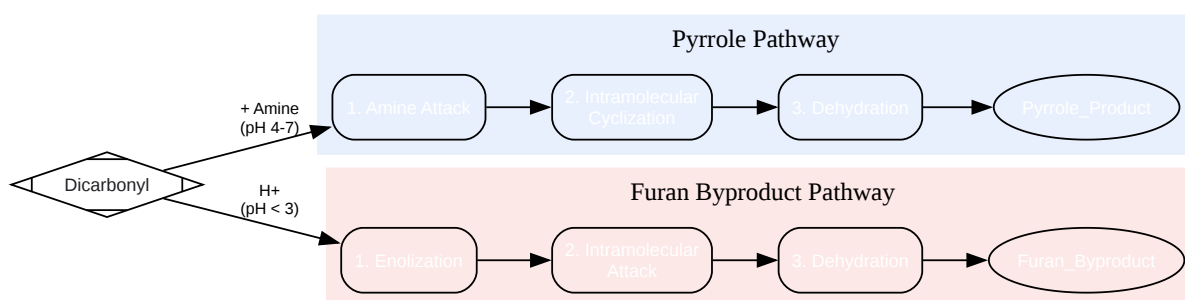 Pyrrole Pathway
+ Amine
(pH 4-7)
1. Amine Attack
2. Intramolecular
Cyclization
3. Dehydration
Pyrrole_Product
Dicarbonyl
H+
(pH < 3)
Furan Byproduct Pathway
1. Enolization
2. Intramolecular
Attack
3. Dehydration
Furan_Byproduct